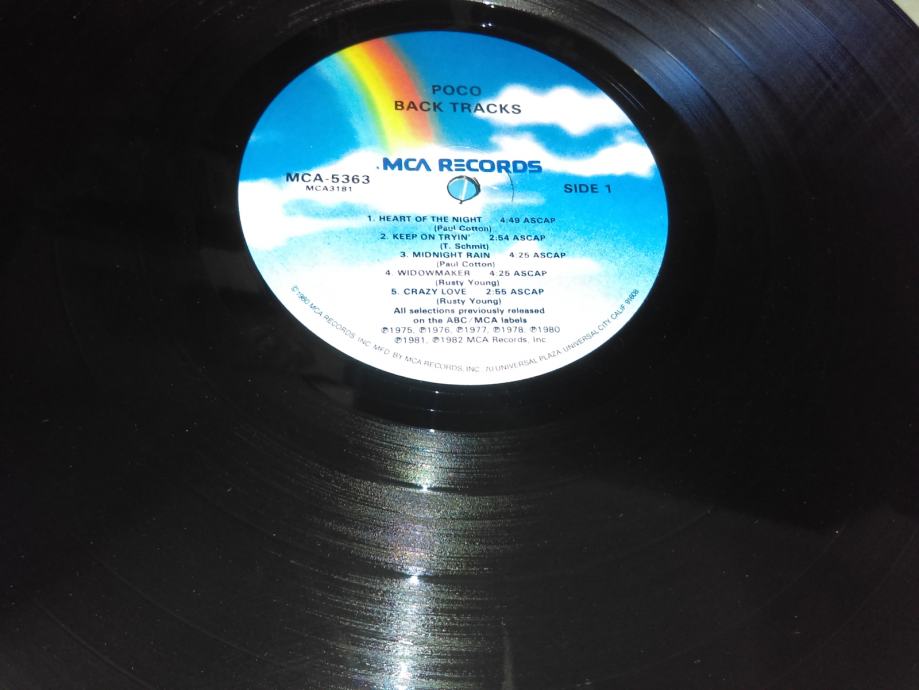 POCO
BACK TRACKS
MCA RECORDS
MCA-5363
MCA3181
SIDE 1
1. HEART OF THE NIGHT 4:49 ASCAP
(Paul Cotton)
2. KEEP ON TRYIN' 2:54 ASCAP
(T. Schmit)
3. MIDNIGHT RAIN 4:25 ASCAP
(Paul Cotton)
4. WIDOWMAKER 4:25 ASCAP
(Rusty Young)
5. CRAZY LOVE 2:55 ASCAP
(Rusty Young)
All selections previously released
on the ABC/MCA labels
℗1975, ℗1976, ℗1977, ℗1978, ℗1980
℗1981, ℗1982 MCA Records, Inc.
©1980 MCA RECORDS, INC. MFD. BY MCA RECORDS, INC. 70 UNIVERSAL PLAZA, UNIVERSAL CITY, CALIF. 91608